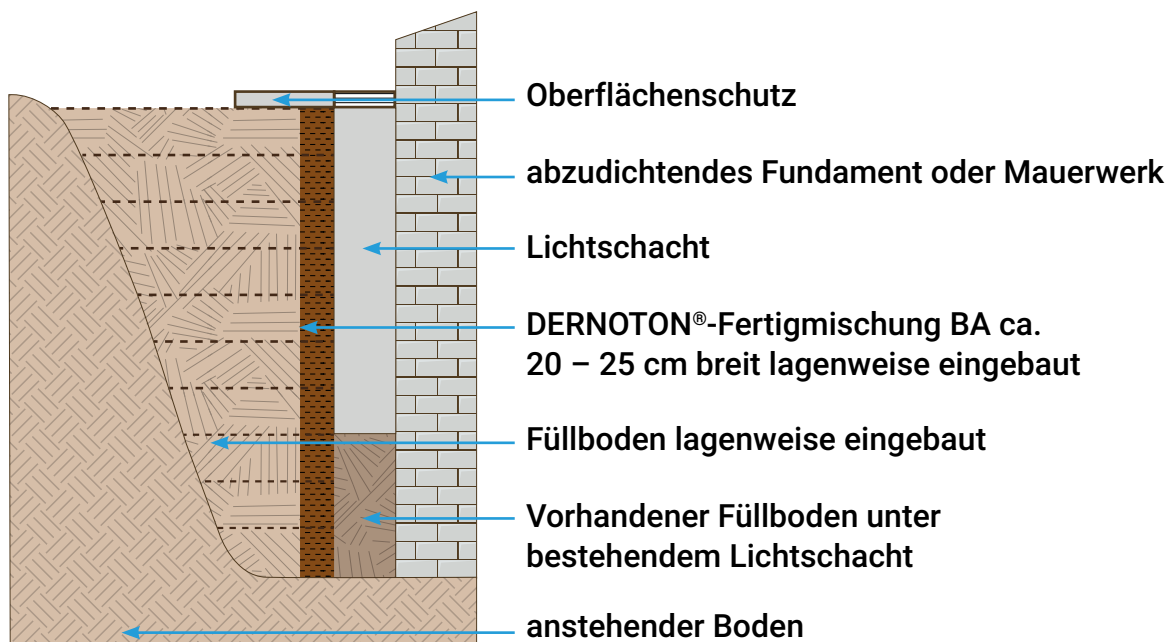 Oberflächenschutz
abzudichtendes Fundament oder Mauerwerk
Lichtschacht
DERNOTON®-Fertigmischung BA ca.
20 – 25 cm breit lagenweise eingebaut
Füllboden lagenweise eingebaut
Vorhandener Füllboden unter
bestehendem Lichtschacht
anstehender Boden